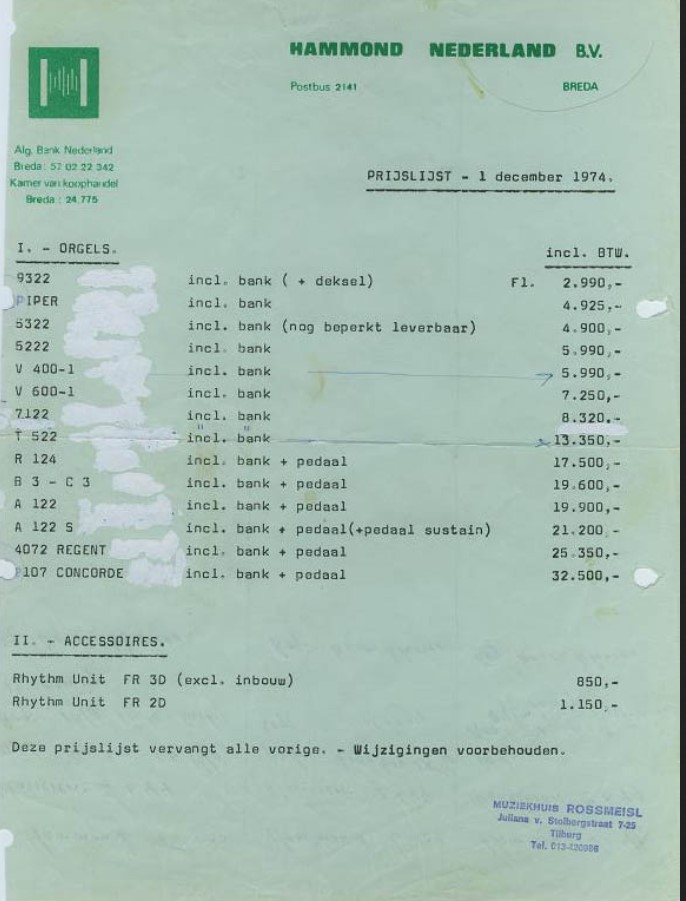 HAMMOND NEDERLAND B.V.
Postbus 2141 BREDA
Alg. Bank Nederland
Breda: 57 02 22 342
Kamer van koophandel
Breda : 24.775
PRIJSLIJST - 1 december 1974.
I. - ORGELS. incl. BTW.
9322 incl. bank ( + deksel) Fl. 2.990,-
PIPER incl. bank 4.925,-
5322 incl. bank (nog beperkt leverbaar) 4.900,-
5222 incl. bank 5.990,-
V 400-1 incl. bank 5.990,-
V 600-1 incl. bank 7.250,-
7122 incl. bank 8.320,-
" "
T 522 incl. bank 13.350,-
R 124 incl. bank + pedaal 17.500,-
B 3 - C 3 incl. bank + pedaal 19.600,-
A 122 incl. bank + pedaal 19.900,-
A 122 S incl. bank + pedaal(+pedaal sustain) 21.200,-
4072 REGENT incl. bank + pedaal 25.350,-
107 CONCORDE incl. bank + pedaal 32.500,-
II. - ACCESSOIRES.
Rhythm Unit FR 3D (excl. inbouw) 850,-
Rhythm Unit FR 2D 1.150,-
Deze prijslijst vervangt alle vorige. - Wijzigingen voorbehouden.
MUZIEKHUIS ROSSMEISL
Juliana v. Stolbergstraat 7-25
Tilburg
Tel. 013-420986